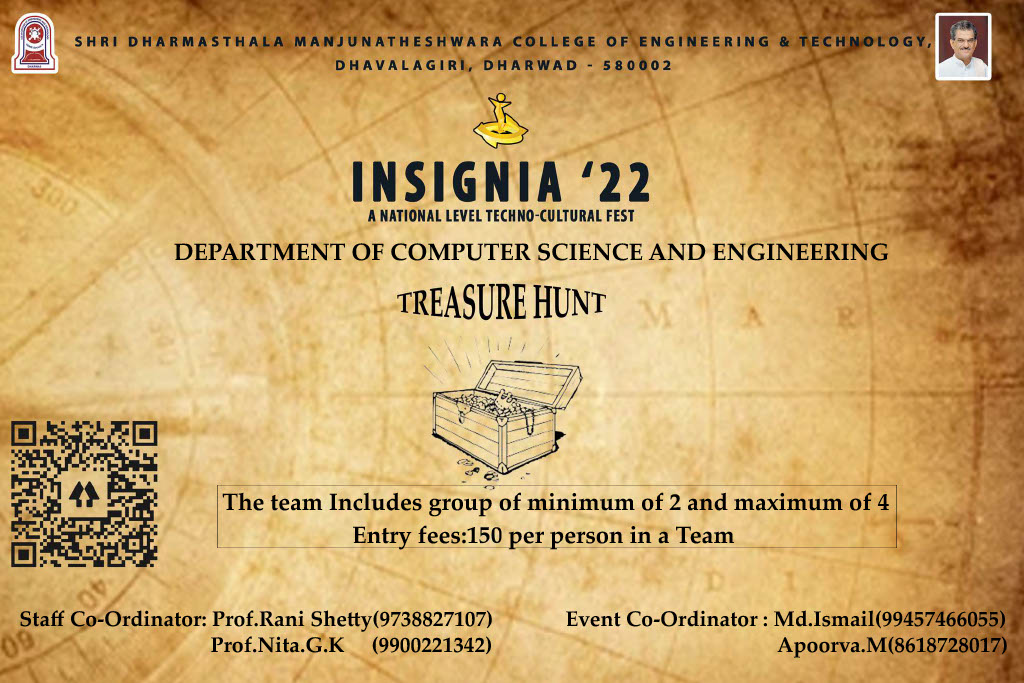 SHRI DHARMASTHALA MANJUNATHESHWARA COLLEGE OF ENGINEERING & TECHNOLOGY,
DHAVALAGIRI, DHARWAD - 580002
INSIGNIA ‘22
A NATIONAL LEVEL TECHNO-CULTURAL FEST
DEPARTMENT OF COMPUTER SCIENCE AND ENGINEERING
TREASURE HUNT
The team Includes group of minimum of 2 and maximum of 4
Entry fees:150 per person in a Team
Staff Co-Ordinator: Prof.Rani Shetty(9738827107)
Prof.Nita.G.K (9900221342)
Event Co-Ordinator : Md.Ismail(99457466055)
Apoorva.M(8618728017)